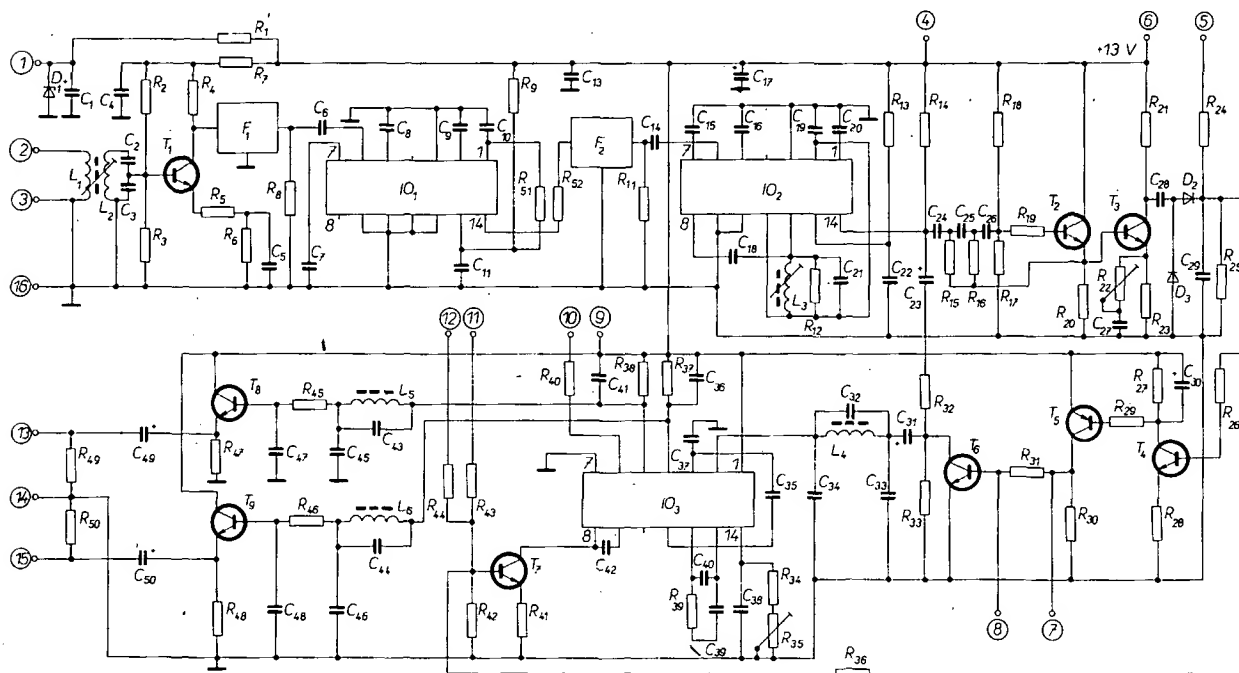 4 6 5
R1
+13 V
1 D1 C1 C4 R2 R4 R7 C13 C17
R9 R13 R14 R18 R21 R24
F1 C6 C8 C9 C10 F2 C14 C15 C16 C19 C20
2 C2 T1 7 1 7 1 T2 T3 C28 D2
L1 L2 C3 R5 R8 IO1 R51 R52 R11 IO2 C24 C25 C26 R19
3
R3 R6 C5 C7 8 14 8 14 C18 R22 D3 C29 R25
C11 L3 R12 C21 C22 C23 R15 R16 R17 R20 C27 R23
16
12 11 10 9
T8 R45 L5 R40 C41 R38 R37 C36 C32 C31 R32 T5 R29 R27 C30 R26
13 C49 R47 C47 C45 C43 L4 T6 R31 T4
R49 7 C37 1
14 R46 L6 R44 R43 IO3 C35 C34 C33 R33 R30 R28
R50 T9 8 14
15 C50 C44 T7 C42 C40 R34
R48 C48 C46 R42 R41 R39 C39 C38 R35 8 7
R36